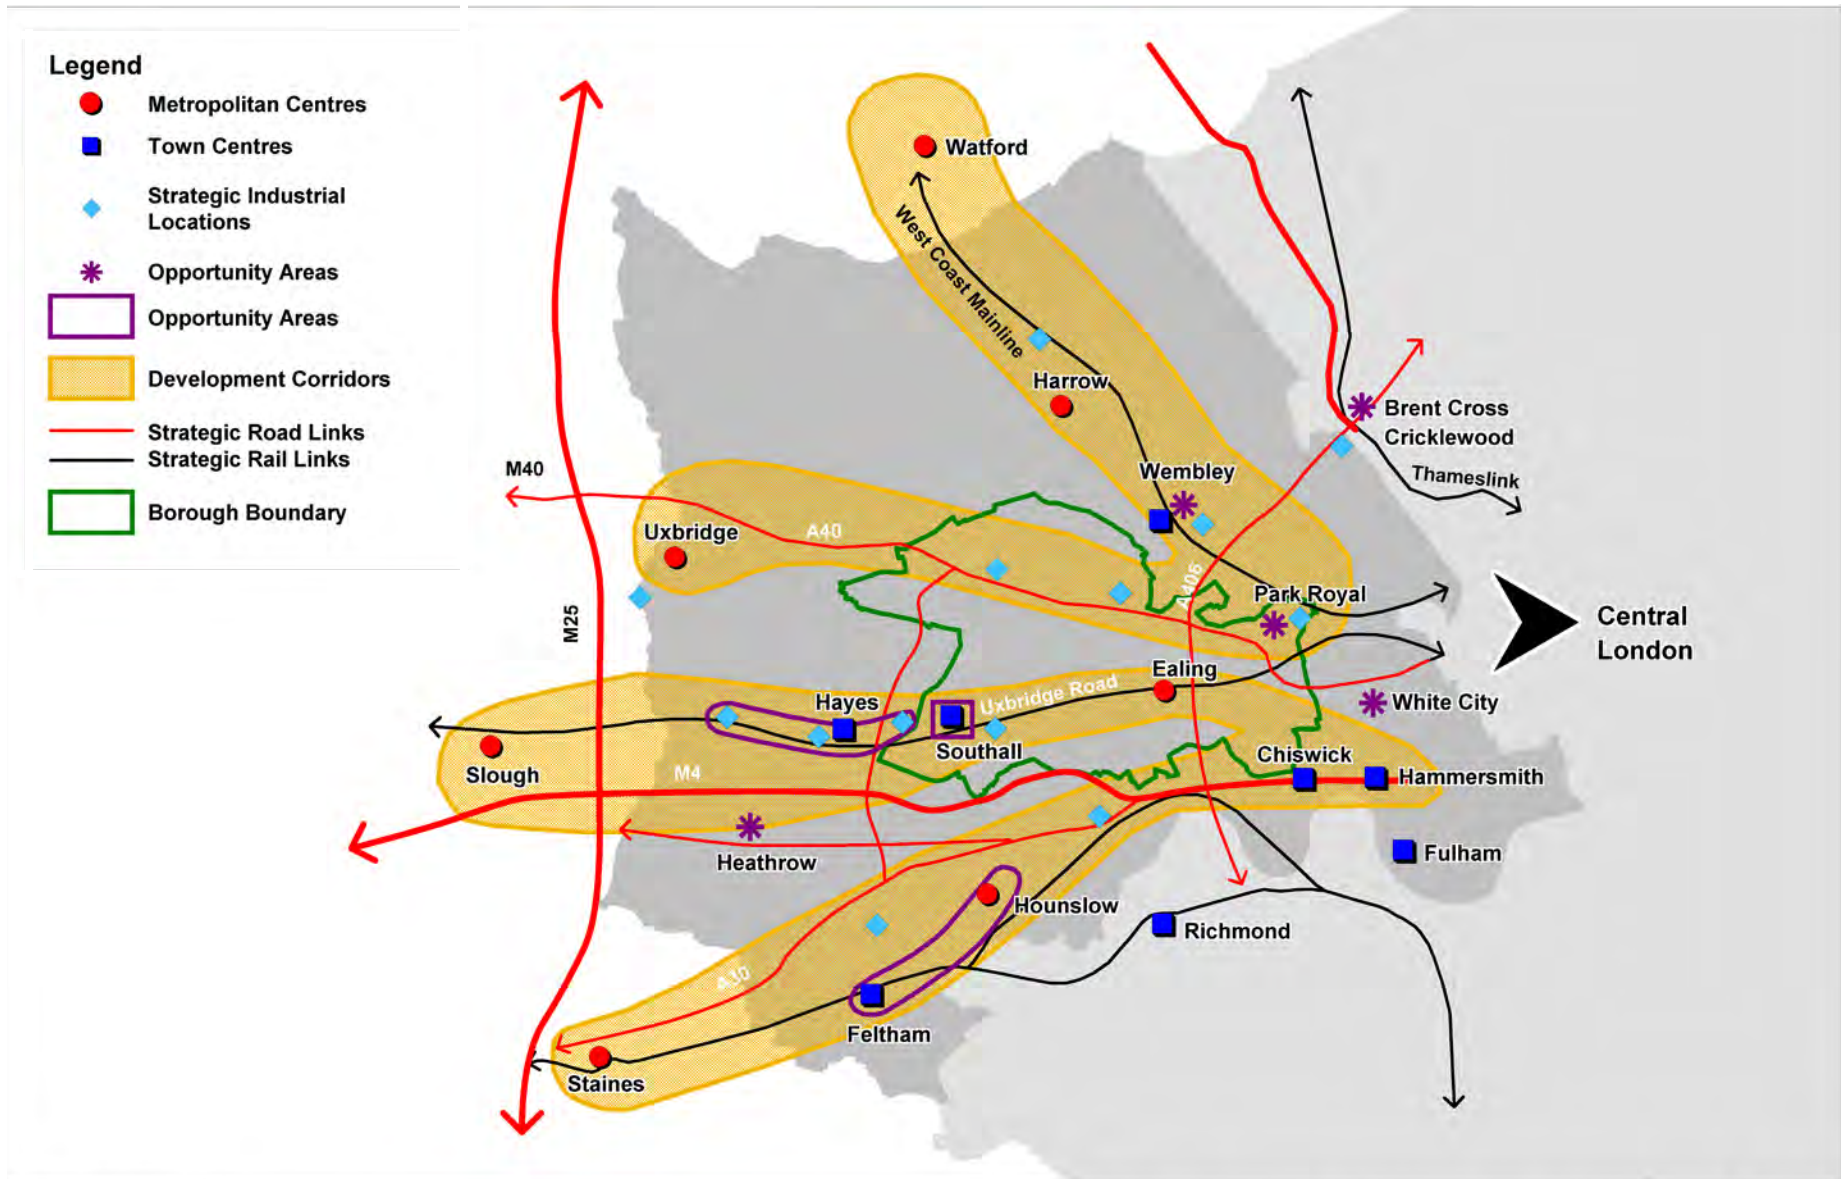 Legend
Metropolitan Centres
Town Centres
Strategic Industrial
Locations
Opportunity Areas
Opportunity Areas
Development Corridors
Strategic Road Links
Strategic Rail Links
Borough Boundary
Watford
West Coast Mainline
Harrow
Brent Cross
Cricklewood
Thameslink
M40
Wembley
Uxbridge
A40
A406
Park Royal
M25
Central
London
Ealing
Uxbridge Road
Hayes
White City
Southall
Slough
M4
Chiswick
Hammersmith
Heathrow
Fulham
Hounslow
Richmond
A30
Feltham
Staines